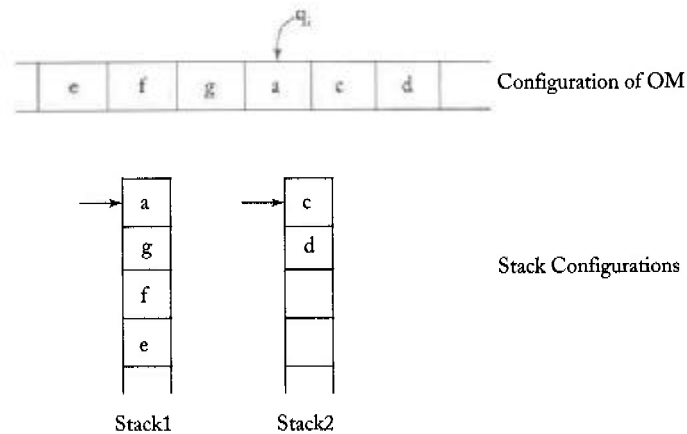 qᵢ
e f g a c d
Configuration of OM
a c
g d
f
e
Stack Configurations
Stack1 Stack2